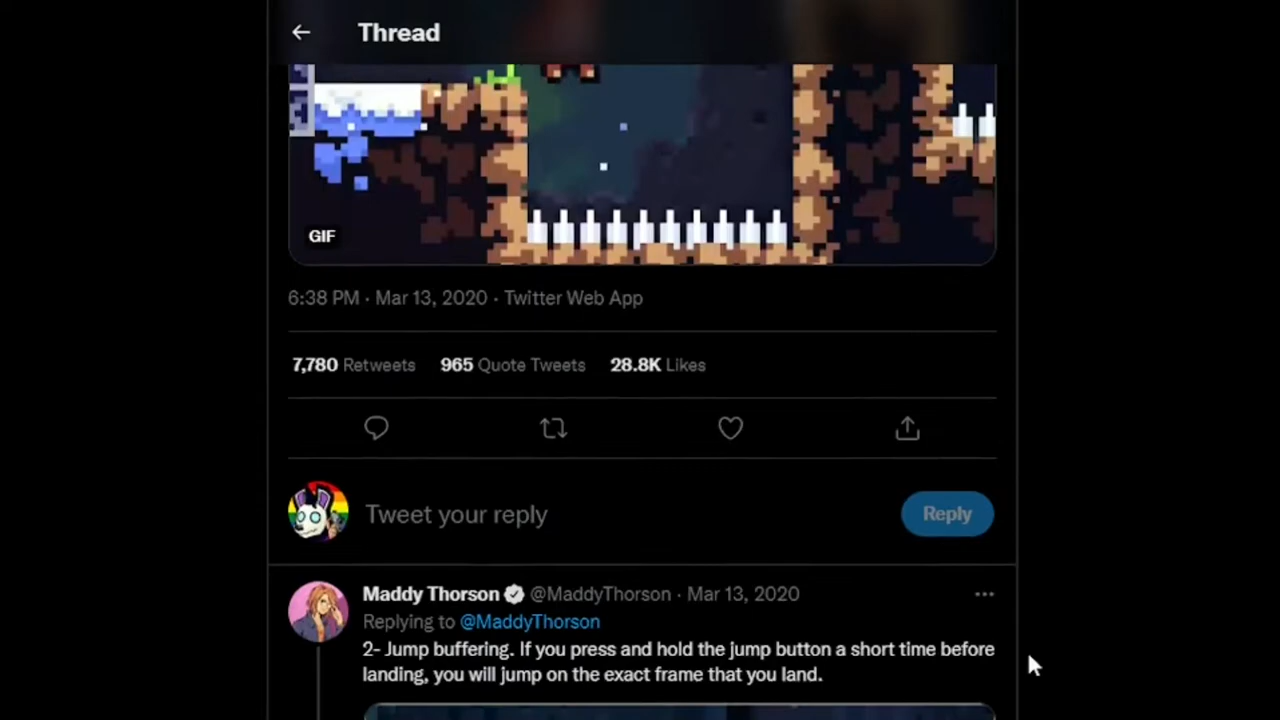 Thread
GIF
6:38 PM · Mar 13, 2020 · Twitter Web App
7,780 Retweets 965 Quote Tweets 28.8K Likes
Tweet your reply
Reply
Maddy Thorson @MaddyThorson · Mar 13, 2020
Replying to @MaddyThorson
2- Jump buffering. If you press and hold the jump button a short time before
landing, you will jump on the exact frame that you land.